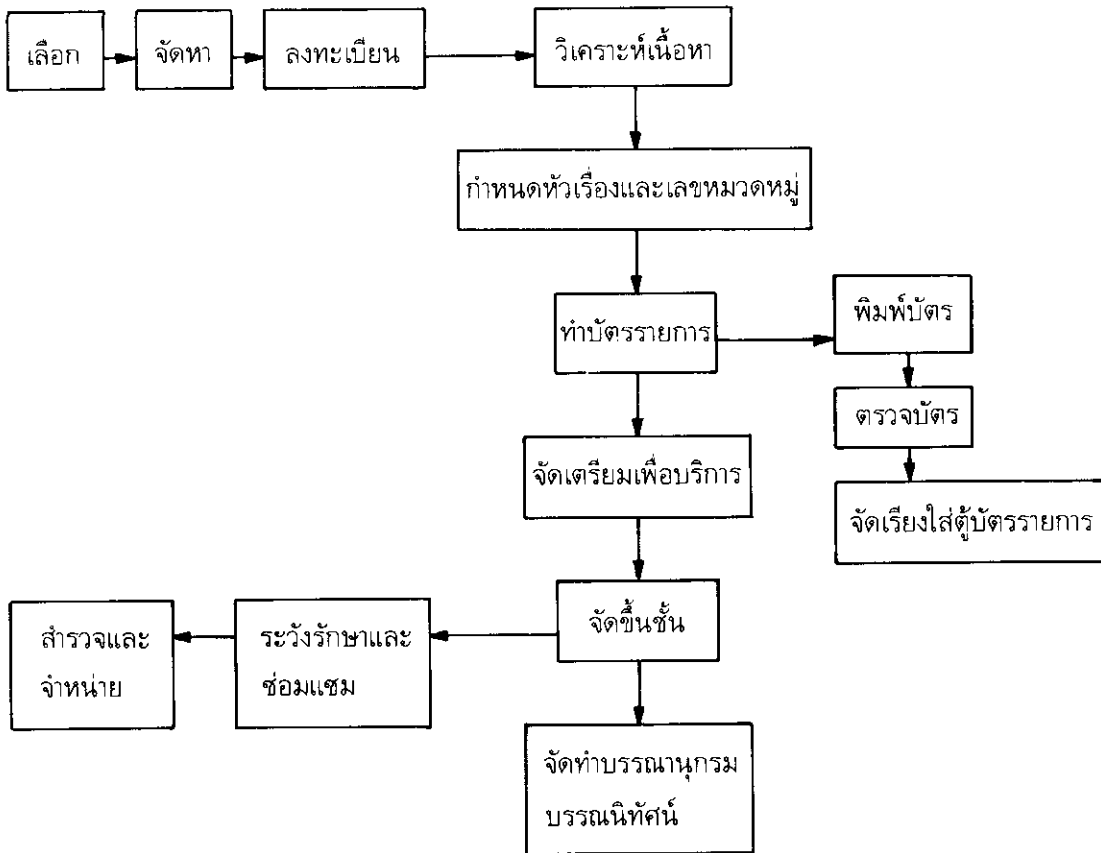 เลือก
จัดหา
ลงทะเบียน
วิเคราะห์เนื้อหา
กำหนดหัวเรื่องและเลขหมวดหมู่
ทำบัตรรายการ
พิมพ์บัตร
ตรวจบัตร
จัดเรียงใส่ตู้บัตรรายการ
จัดเตรียมเพื่อบริการ
จัดขึ้นชั้น
ระวังรักษาและ
ซ่อมแซม
สำรวจและ
จำหน่าย
จัดทำบรรณานุกรม
บรรณนิทัศน์